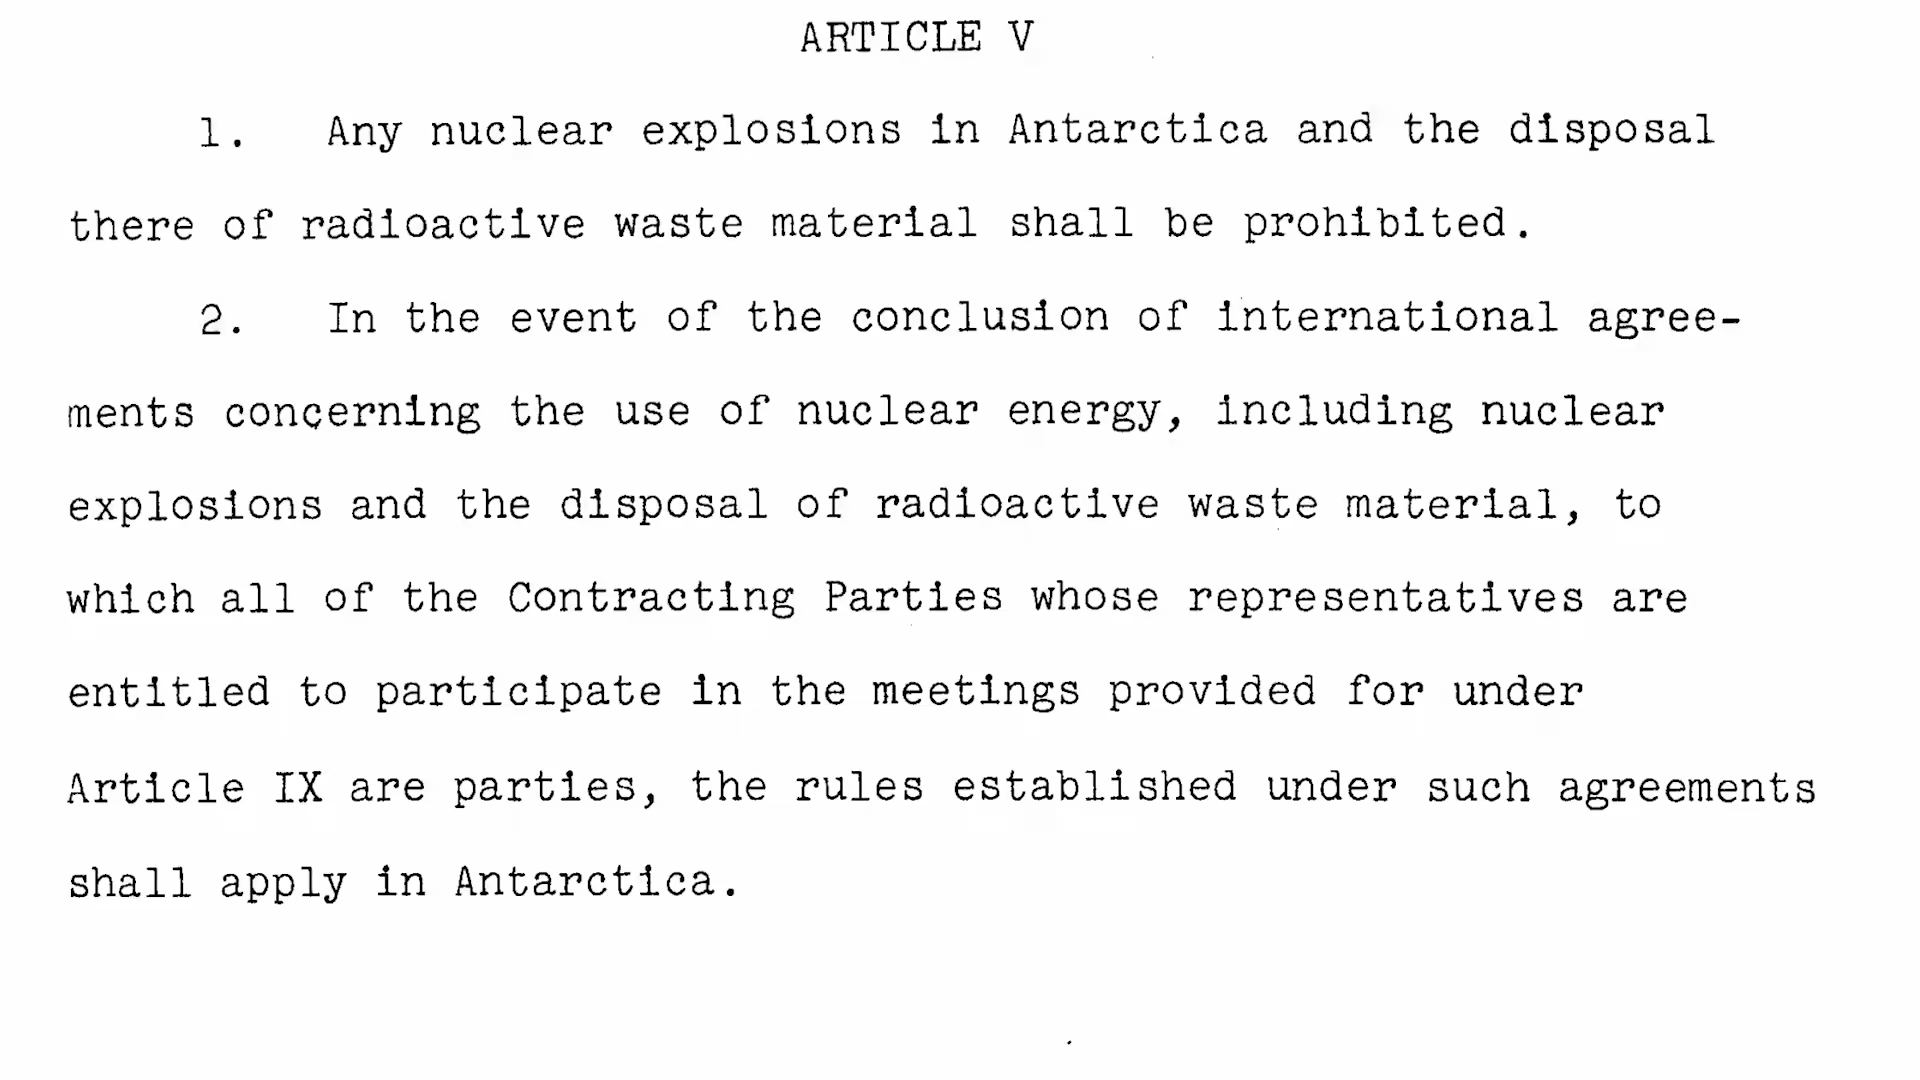 ARTICLE V
1. Any nuclear explosions in Antarctica and the disposal
there of radioactive waste material shall be prohibited.
2. In the event of the conclusion of international agree-
ments concerning the use of nuclear energy, including nuclear
explosions and the disposal of radioactive waste material, to
which all of the Contracting Parties whose representatives are
entitled to participate in the meetings provided for under
Article IX are parties, the rules established under such agreements
shall apply in Antarctica.